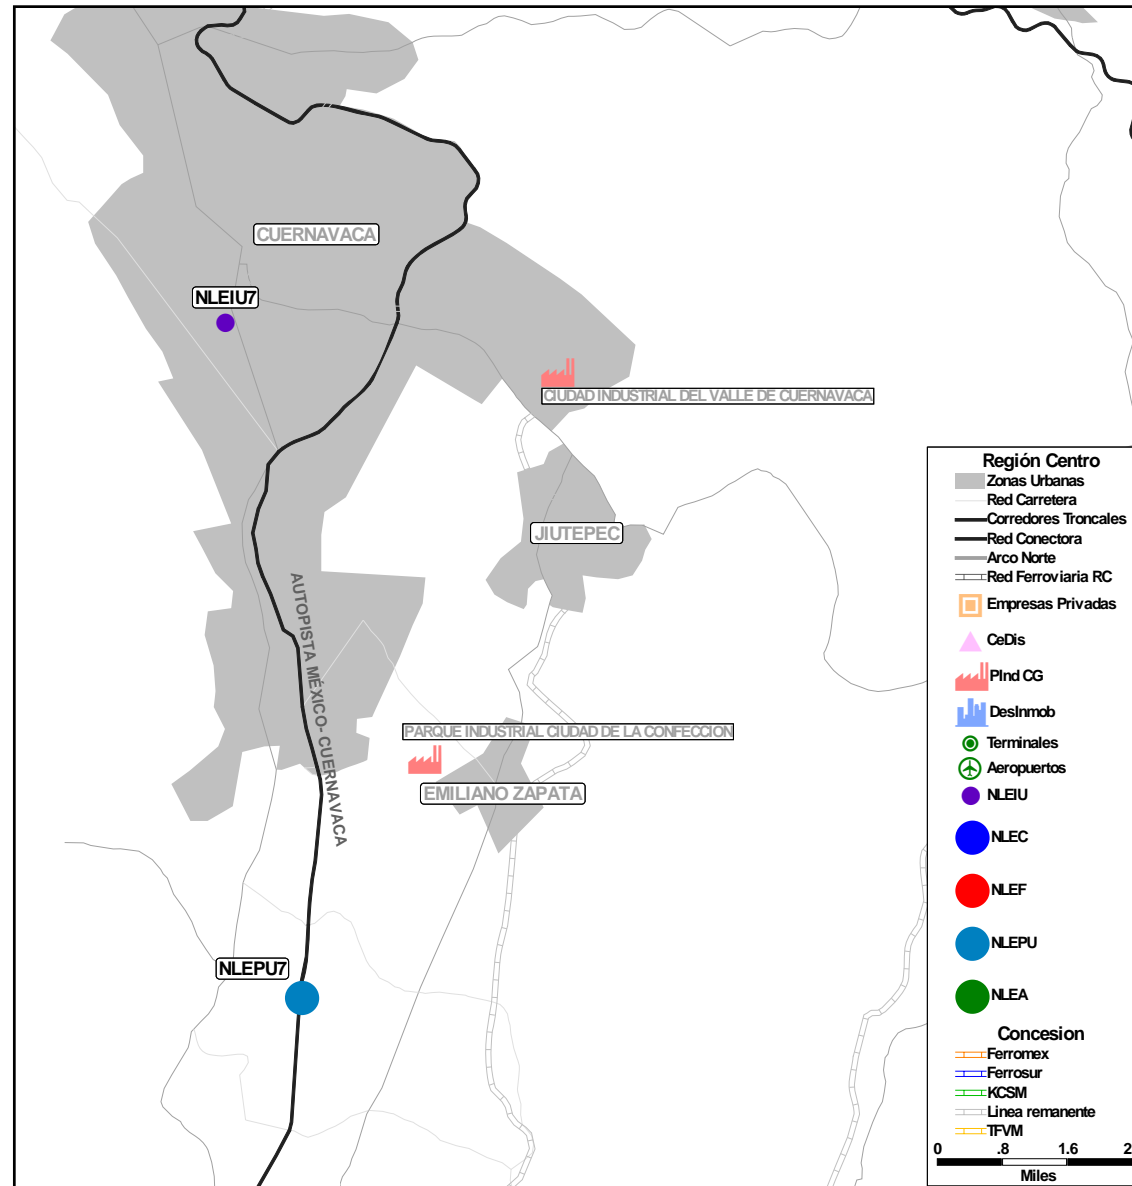 CUERNAVACA
NLEIU7
CIUDAD INDUSTRIAL DEL VALLE DE CUERNAVACA
JIUTEPEC
AUTOPISTA MÉXICO- CUERNAVACA
PARQUE INDUSTRIAL CIUDAD DE LA CONFECCION
EMILIANO ZAPATA
NLEPU7
Región Centro
Zonas Urbanas
Red Carretera
Corredores Troncales
Red Conectora
Arco Norte
Red Ferroviaria RC
Empresas Privadas
CeDis
PInd CG
DesInmob
Terminales
Aeropuertos
NLEIU
NLEC
NLEF
NLEPU
NLEA
Concesion
Ferromex
Ferrosur
KCSM
Linea remanente
TFVM
0 .8 1.6 2
Miles